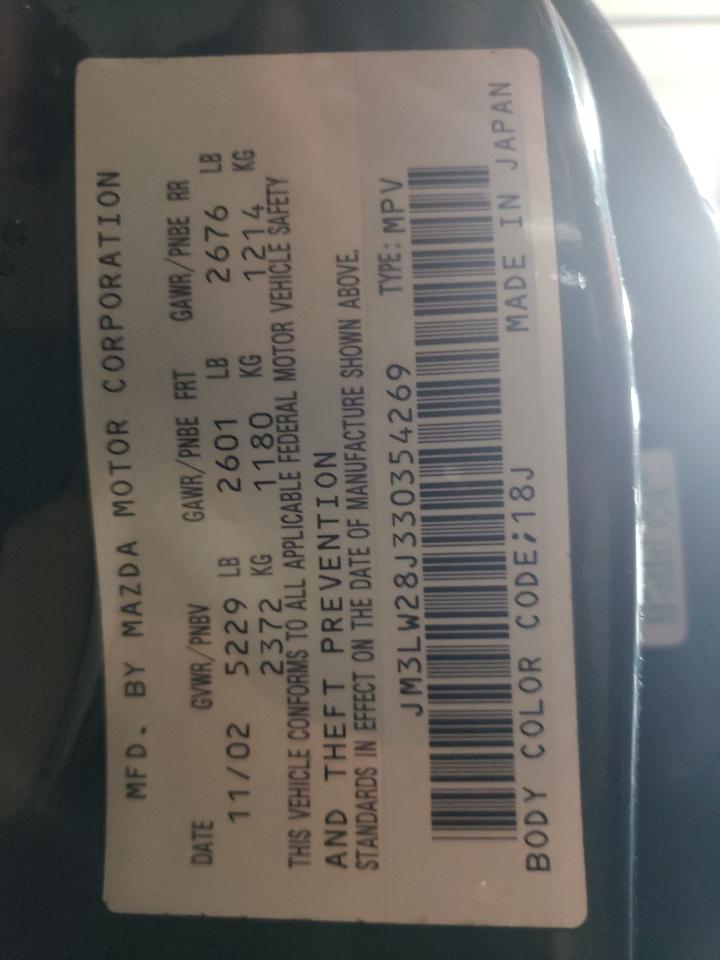 MFD. BY MAZDA MOTOR CORPORATION
DATE GVWR/PNBV GAWR/PNBE FRT GAWR/PNBE RR
11/02 5229 LB 2601 LB 2676 LB
2372 KG 1180 KG 1214 KG
THIS VEHICLE CONFORMS TO ALL APPLICABLE FEDERAL MOTOR VEHICLE SAFETY
AND THEFT PREVENTION
STANDARDS IN EFFECT ON THE DATE OF MANUFACTURE SHOWN ABOVE.
JM3LW28J330354269 TYPE: MPV
BODY COLOR CODE;18J MADE IN JAPAN